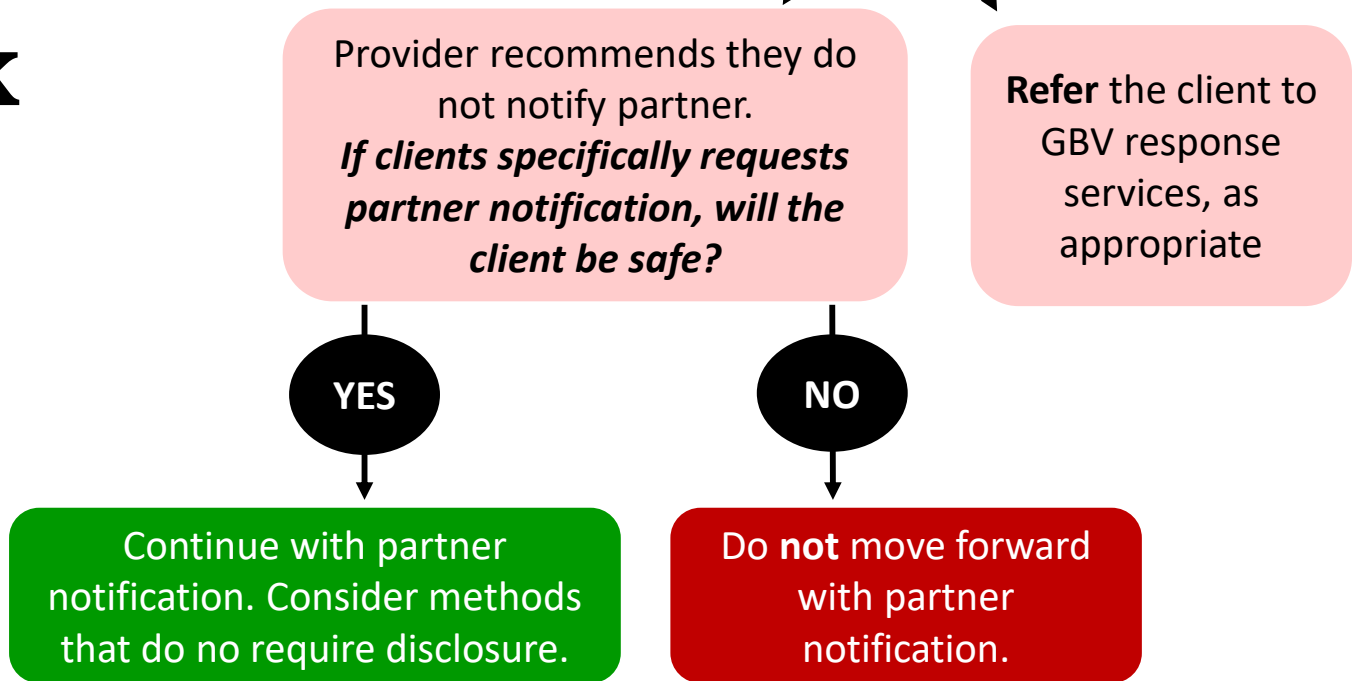 k
Provider recommends they do
not notify partner.
If clients specifically requests
partner notification, will the
client be safe?
Refer the client to
GBV response
services, as
appropriate
YES
NO
Continue with partner
notification. Consider methods
that do no require disclosure.
Do not move forward
with partner
notification.